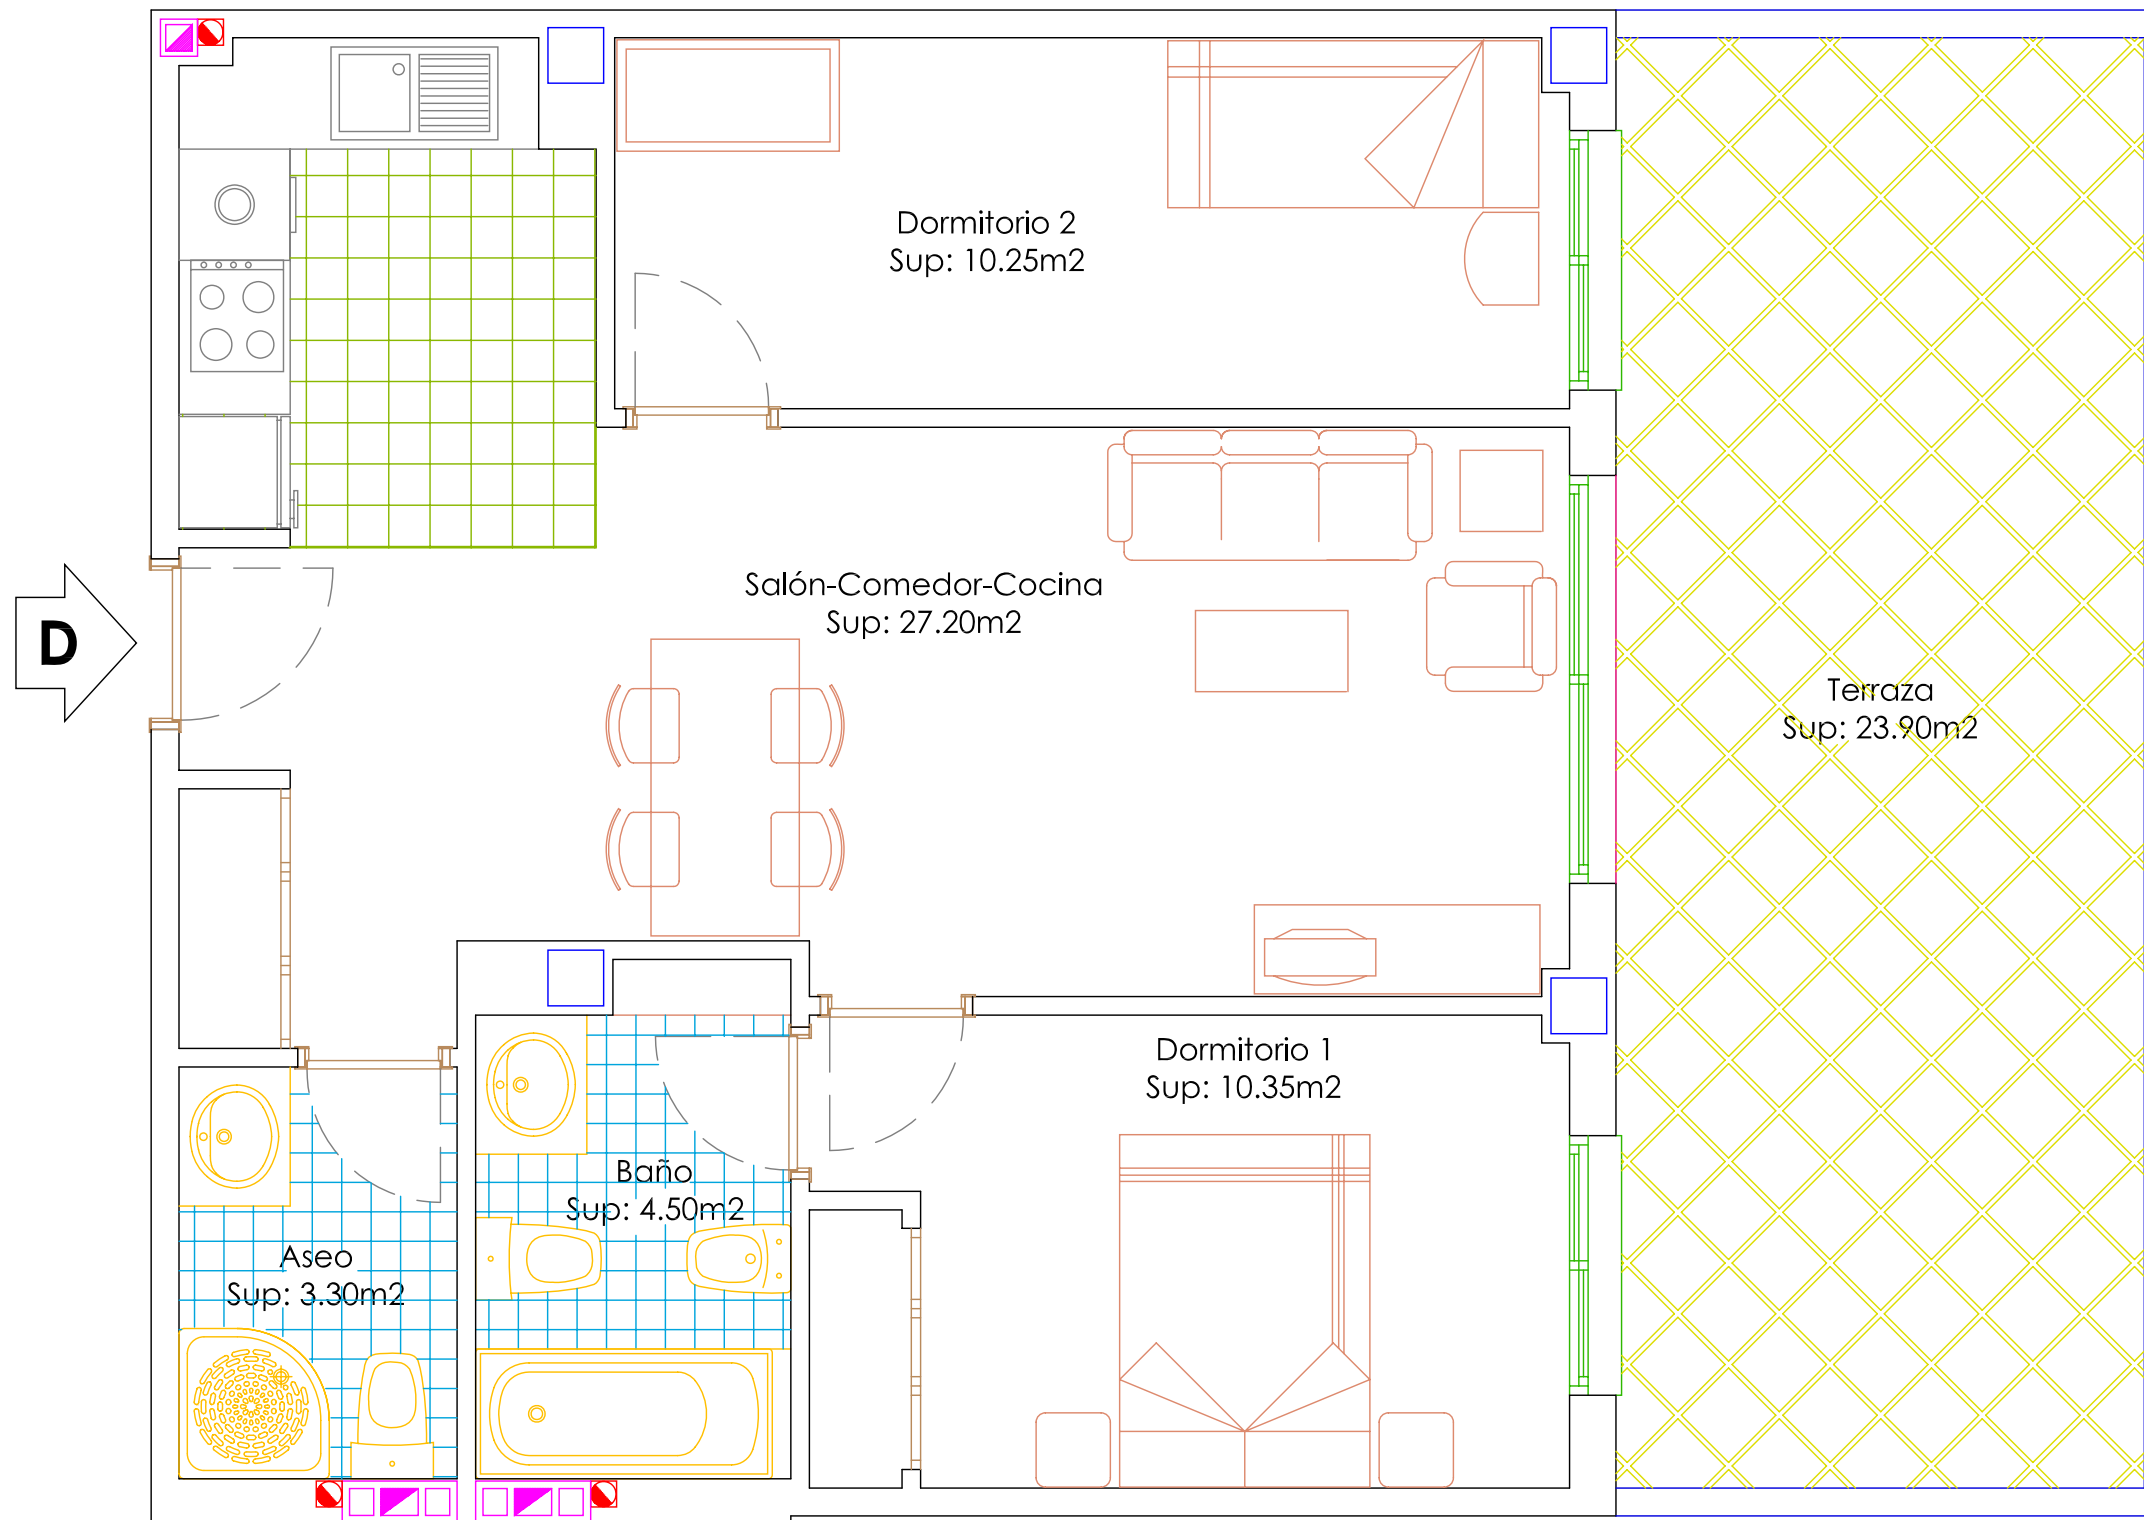 Dormitorio 2
Sup: 10.25m2
Salón-Comedor-Cocina
Sup: 27.20m2
D
Terraza
Sup: 23.90m2
Dormitorio 1
Sup: 10.35m2
Baño
Sup: 4.50m2
Aseo
Sup: 3.30m2